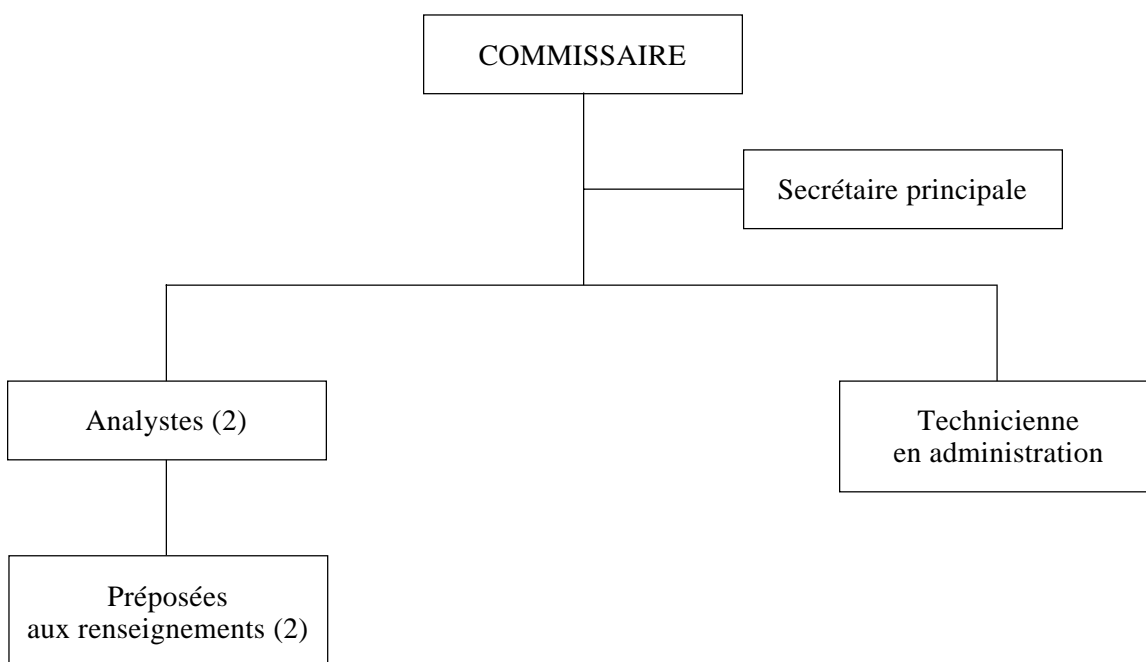 COMMISSAIRE
Secrétaire principale
Analystes (2)
Technicienne
en administration
Préposées
aux renseignements (2)